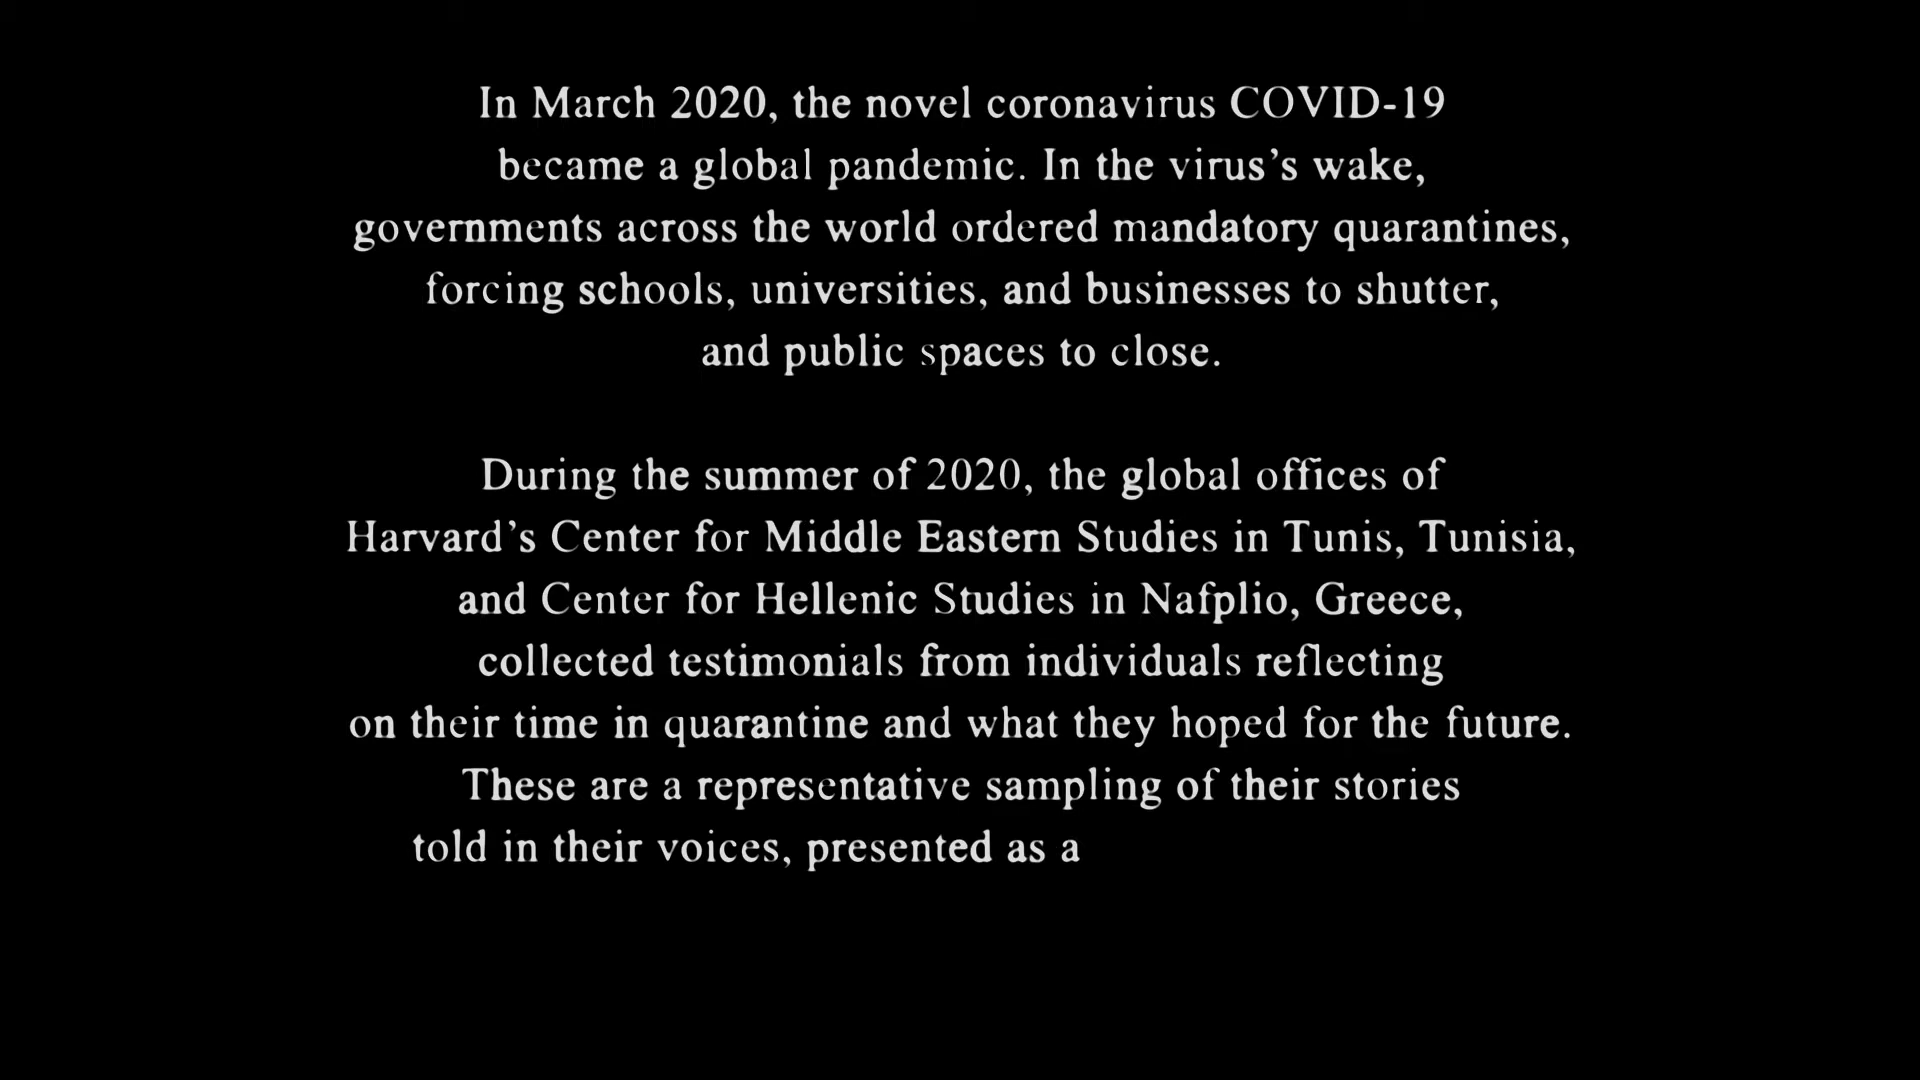 In March 2020, the novel coronavirus COVID-19
became a global pandemic. In the virus’s wake,
governments across the world ordered mandatory quarantines,
forcing schools, universities, and businesses to shutter,
and public spaces to close.
During the summer of 2020, the global offices of
Harvard’s Center for Middle Eastern Studies in Tunis, Tunisia,
and Center for Hellenic Studies in Nafplio, Greece,
collected testimonials from individuals reflecting
on their time in quarantine and what they hoped for the future.
These are a representative sampling of their stories
told in their voices, presented as a